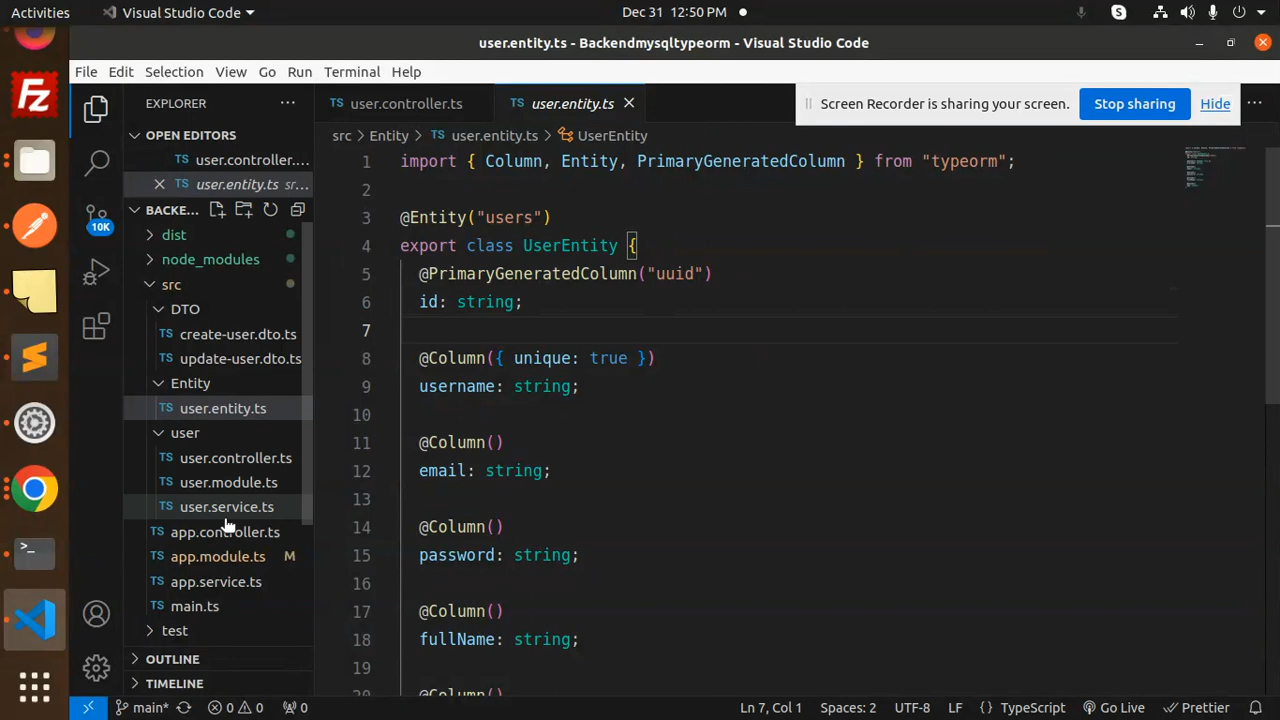 Activities
Visual Studio Code
Dec 31 12:50 PM
user.entity.ts - Backendmysqltypeorm - Visual Studio Code
File Edit Selection View Go Run Terminal Help
Screen Recorder is sharing your screen.
Stop sharing
Hide
EXPLORER
OPEN EDITORS
user.controller....
user.entity.ts sr...
BACKE...
dist
node_modules
src
DTO
create-user.dto.ts
update-user.dto.ts
Entity
user.entity.ts
user
user.controller.ts
user.module.ts
user.service.ts
app.controller.ts
app.module.ts M
app.service.ts
main.ts
test
OUTLINE
TIMELINE
10K
TS user.controller.ts
TS user.entity.ts
src > Entity > TS user.entity.ts > UserEntity
1 import { Column, Entity, PrimaryGeneratedColumn } from "typeorm";
2
3 @Entity("users")
4 export class UserEntity {
5 @PrimaryGeneratedColumn("uuid")
6 id: string;
7
8 @Column({ unique: true })
9 username: string;
10
11 @Column()
12 email: string;
13
14 @Column()
15 password: string;
16
17 @Column()
18 fullName: string;
19
20 @Column()
main* 0 0 0
Ln 7, Col 1 Spaces: 2 UTF-8 LF {} TypeScript Go Live Prettier